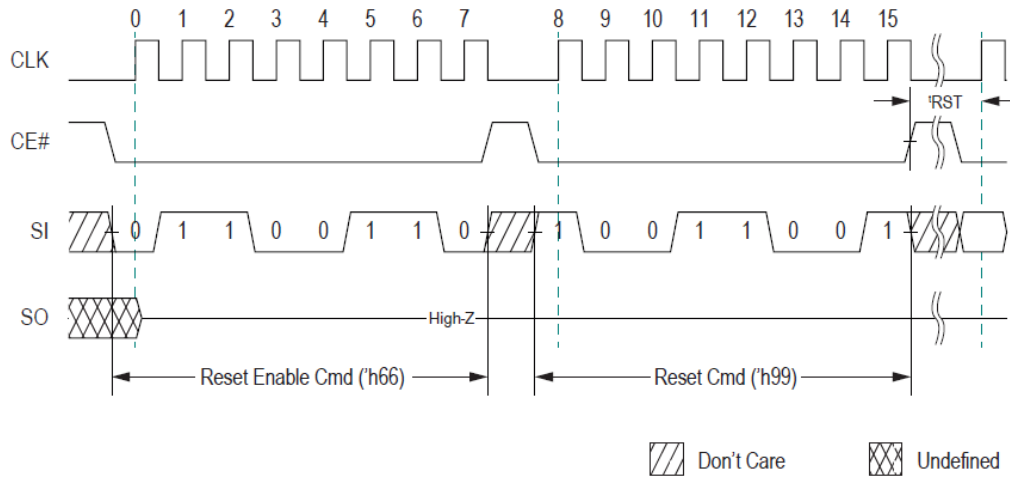 0 1 2 3 4 5 6 7 8 9 10 11 12 13 14 15
CLK
tRST
CE#
SI 0 1 1 0 0 1 1 0 1 0 0 1 1 0 0 1
SO High-Z
Reset Enable Cmd ('h66) Reset Cmd ('h99)
Don't Care Undefined